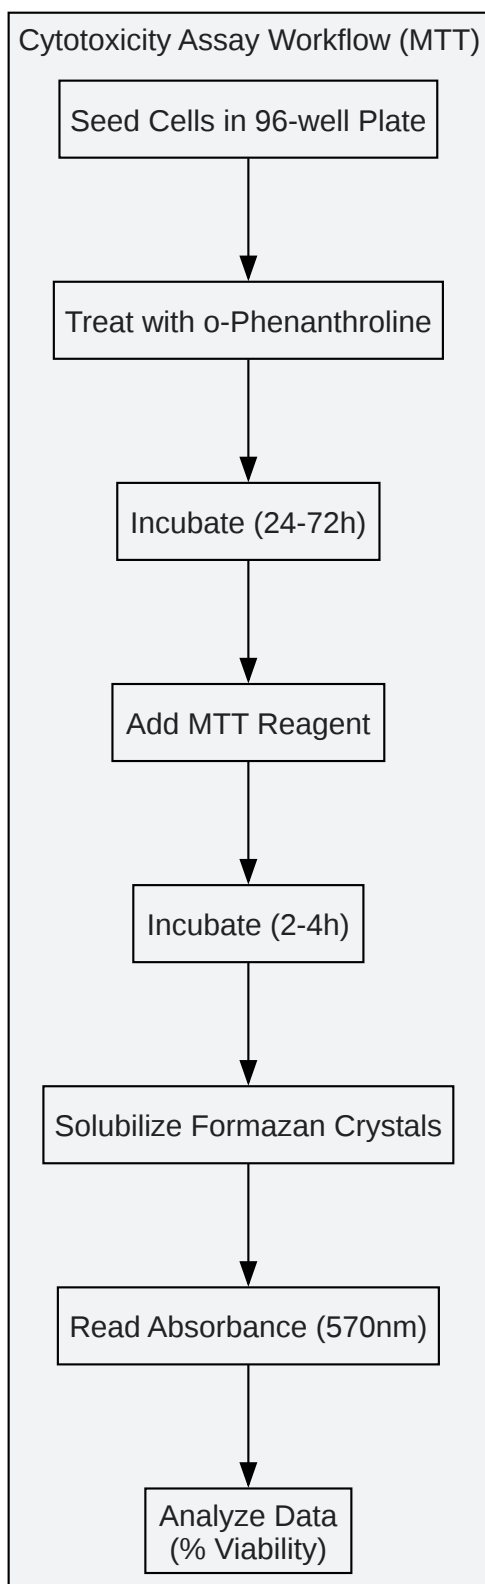 Cytotoxicity Assay Workflow (MTT)
Seed Cells in 96-well Plate
Treat with o-Phenanthroline
Incubate (24-72h)
Add MTT Reagent
Incubate (2-4h)
Solubilize Formazan Crystals
Read Absorbance (570nm)
Analyze Data
(% Viability)